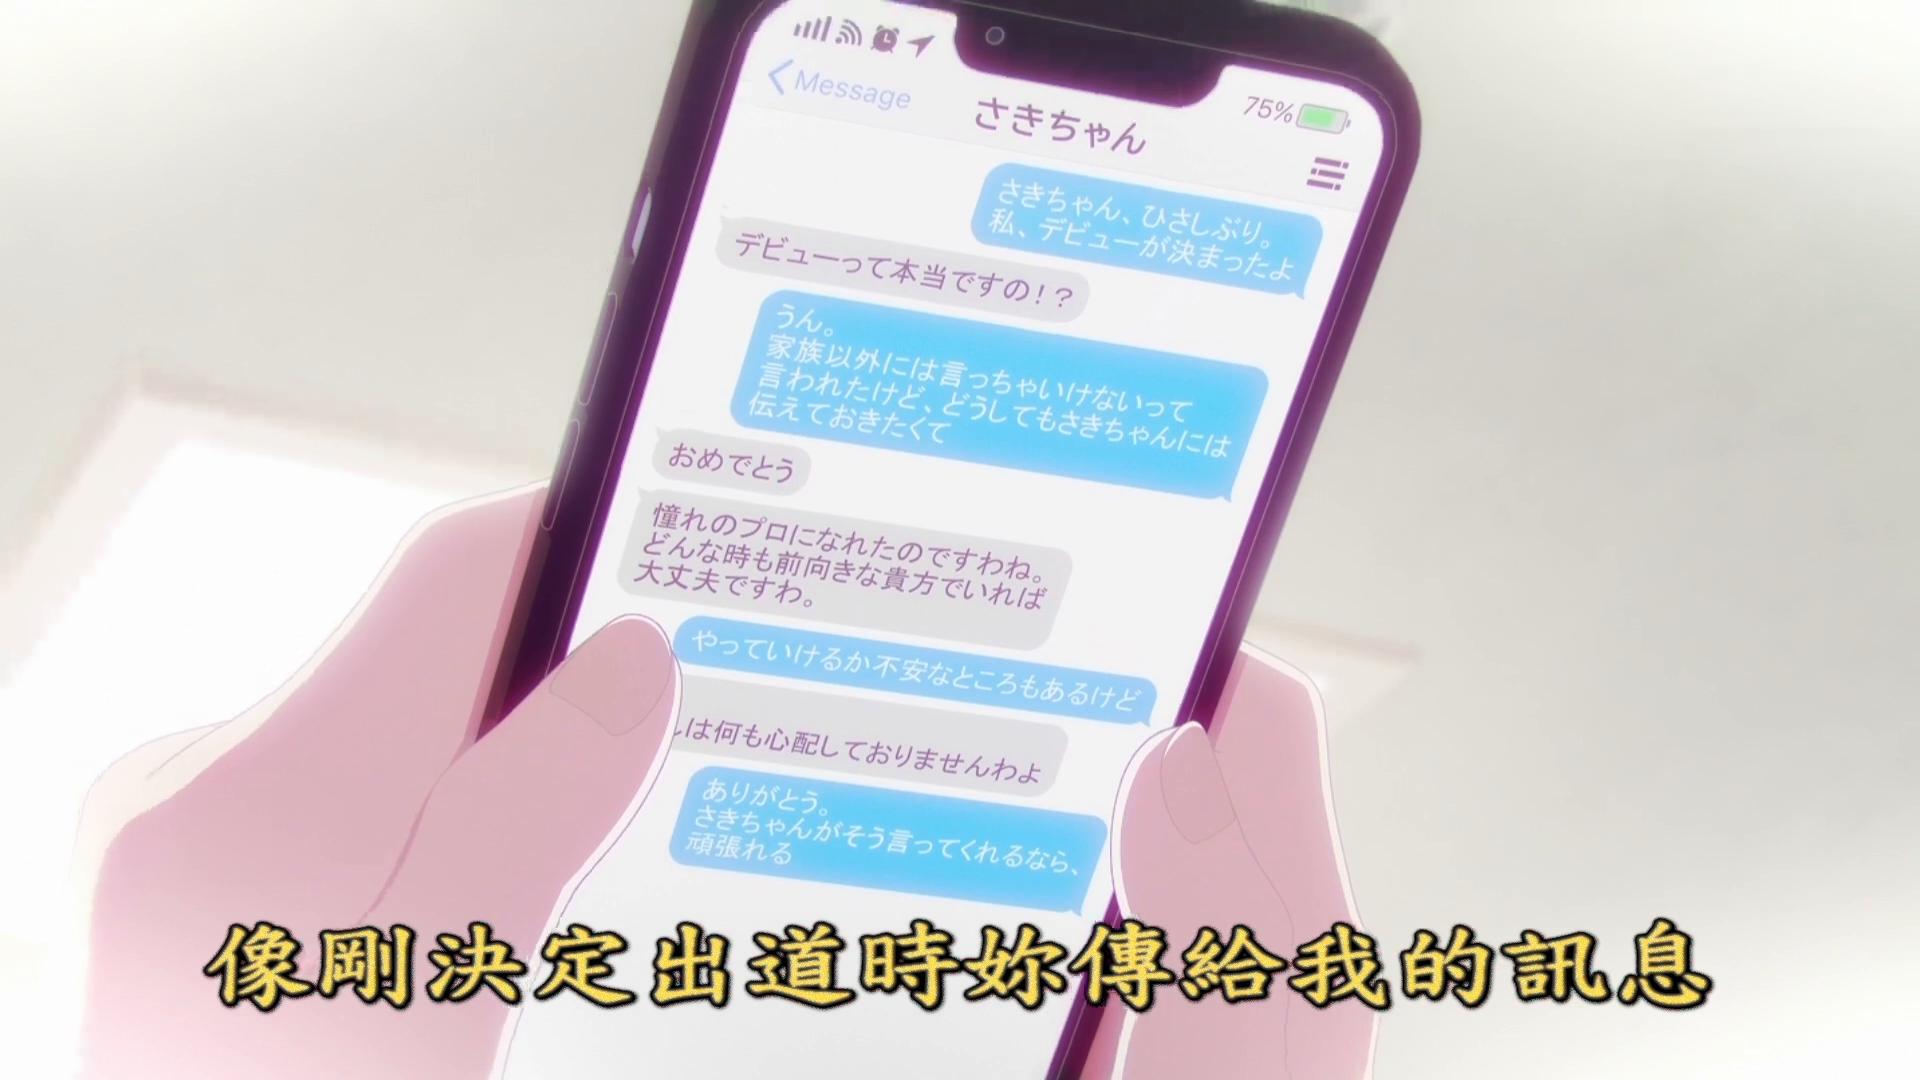 Message
さきちゃん
75%
さきちゃん、ひさしぶり。
私、デビューが決まったよ
デビューって本当ですの！？
うん。
家族以外には言っちゃいけないって
言われたけど、どうしてもさきちゃんには
伝えておきたくて
おめでとう
憧れのプロになれたのですわね。
どんな時も前向きな貴方でいれば
大丈夫ですわ。
やっていけるか不安なところもあるけど
は何も心配しておりませんわよ
ありがとう。
さきちゃんがそう言ってくれるなら、
頑張れる
像剛決定出道時妳傳給我的訊息